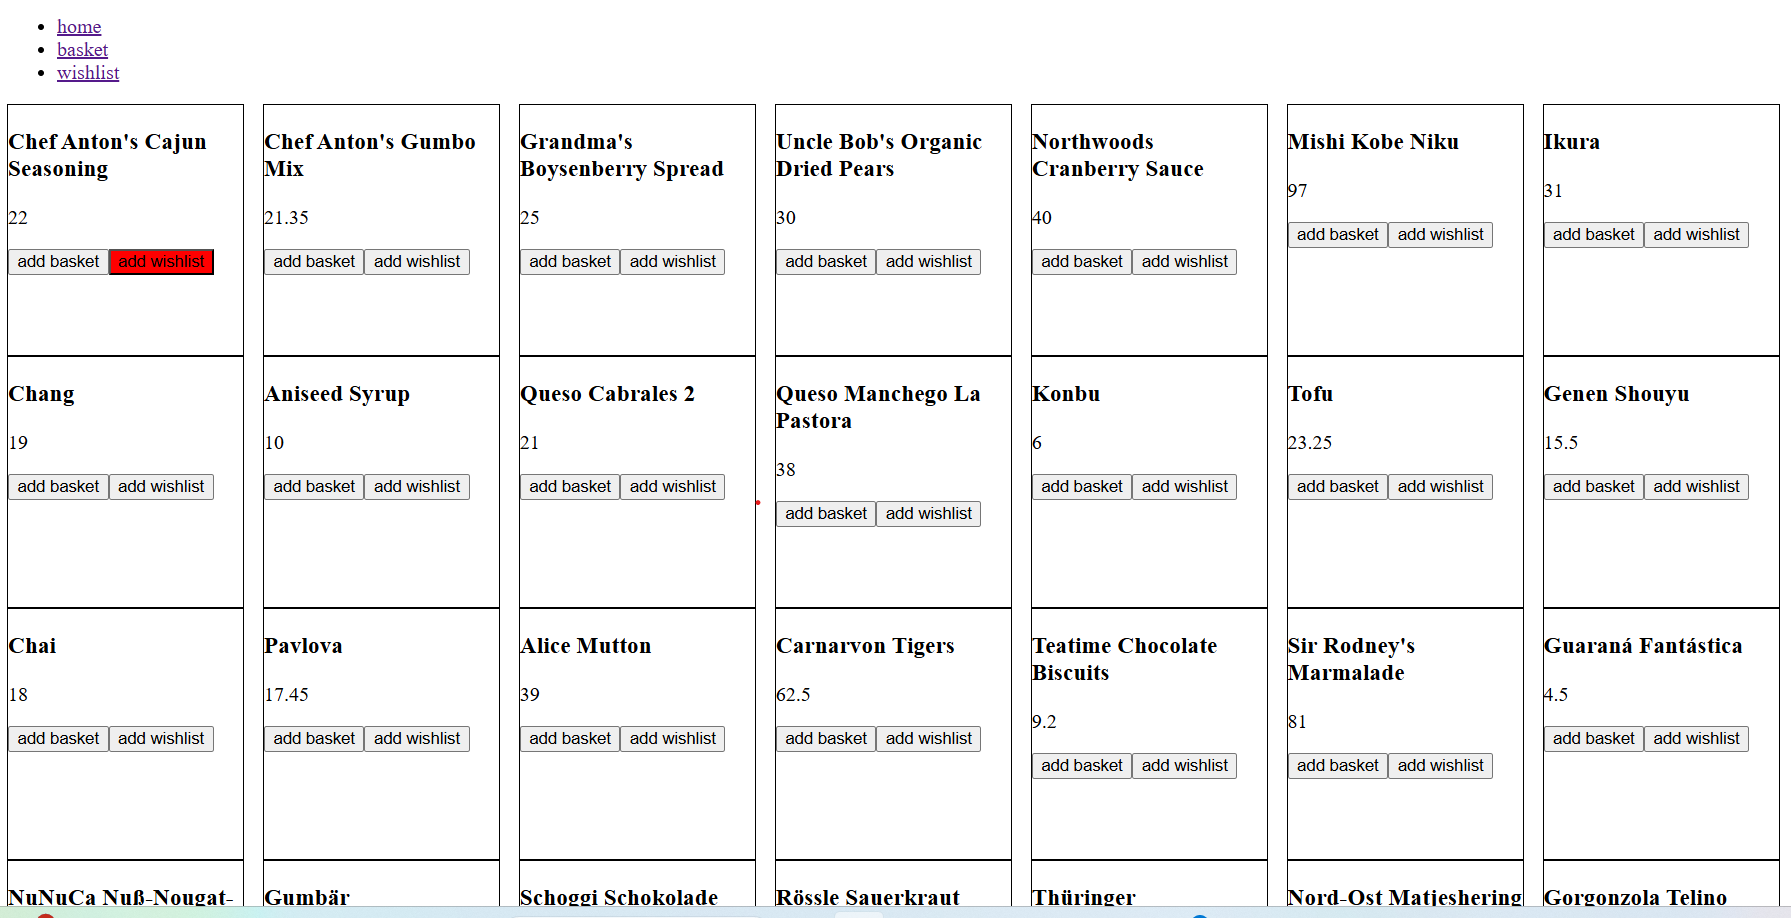 home
basket
wishlist
Chef Anton's Cajun
Seasoning
22
add basket add wishlist
Chef Anton's Gumbo
Mix
21.35
add basket add wishlist
Grandma's
Boysenberry Spread
25
add basket add wishlist
Uncle Bob's Organic
Dried Pears
30
add basket add wishlist
Northwoods
Cranberry Sauce
40
add basket add wishlist
Mishi Kobe Niku
97
add basket add wishlist
Ikura
31
add basket add wishlist
Chang
19
add basket add wishlist
Aniseed Syrup
10
add basket add wishlist
Queso Cabrales 2
21
add basket add wishlist
Queso Manchego La
Pastora
38
add basket add wishlist
Konbu
6
add basket add wishlist
Tofu
23.25
add basket add wishlist
Genen Shouyu
15.5
add basket add wishlist
Chai
18
add basket add wishlist
Pavlova
17.45
add basket add wishlist
Alice Mutton
39
add basket add wishlist
Carnarvon Tigers
62.5
add basket add wishlist
Teatime Chocolate
Biscuits
9.2
add basket add wishlist
Sir Rodney's
Marmalade
81
add basket add wishlist
Guaraná Fantástica
4.5
add basket add wishlist
NuNuCa Nuß-Nougat-
Gumbär
Schoggi Schokolade
Rössle Sauerkraut
Thüringer
Nord-Ost Matjeshering
Gorgonzola Telino